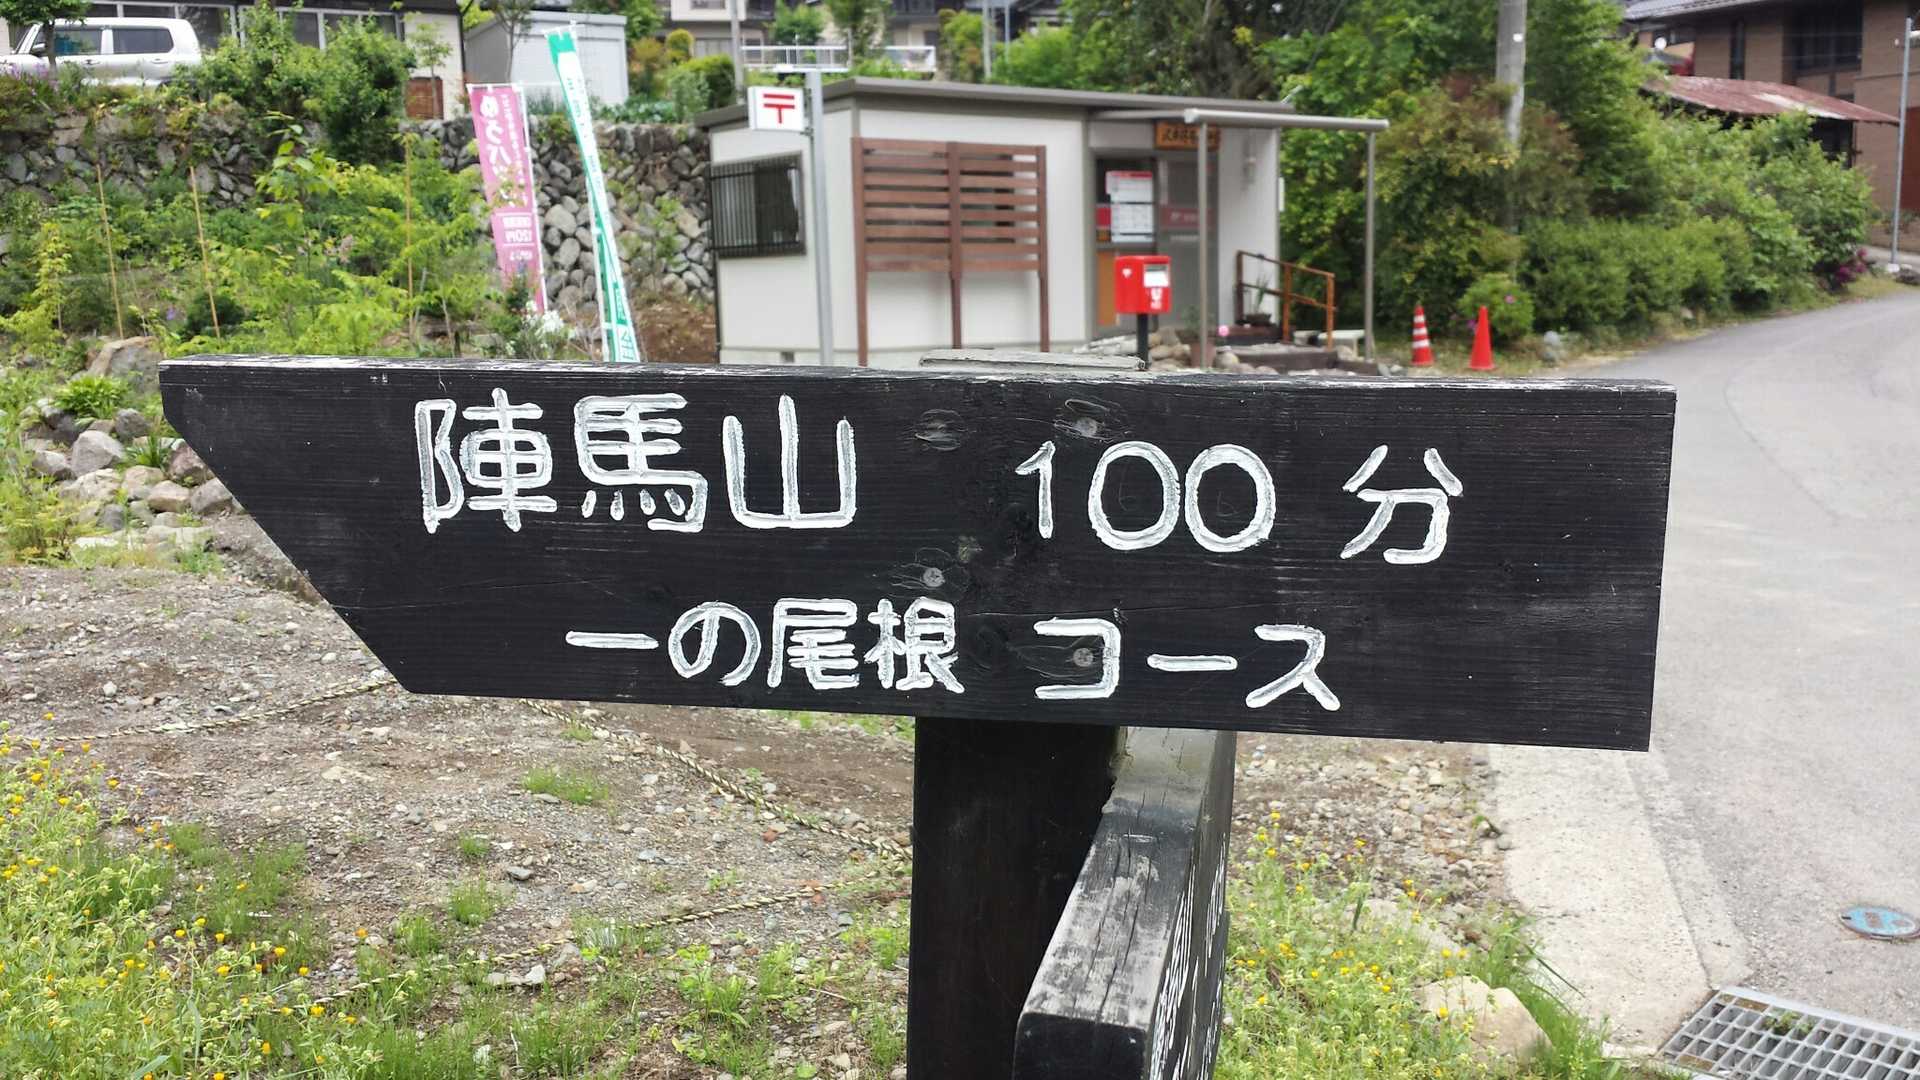 陣馬山 100分
一の尾根 コース
〒